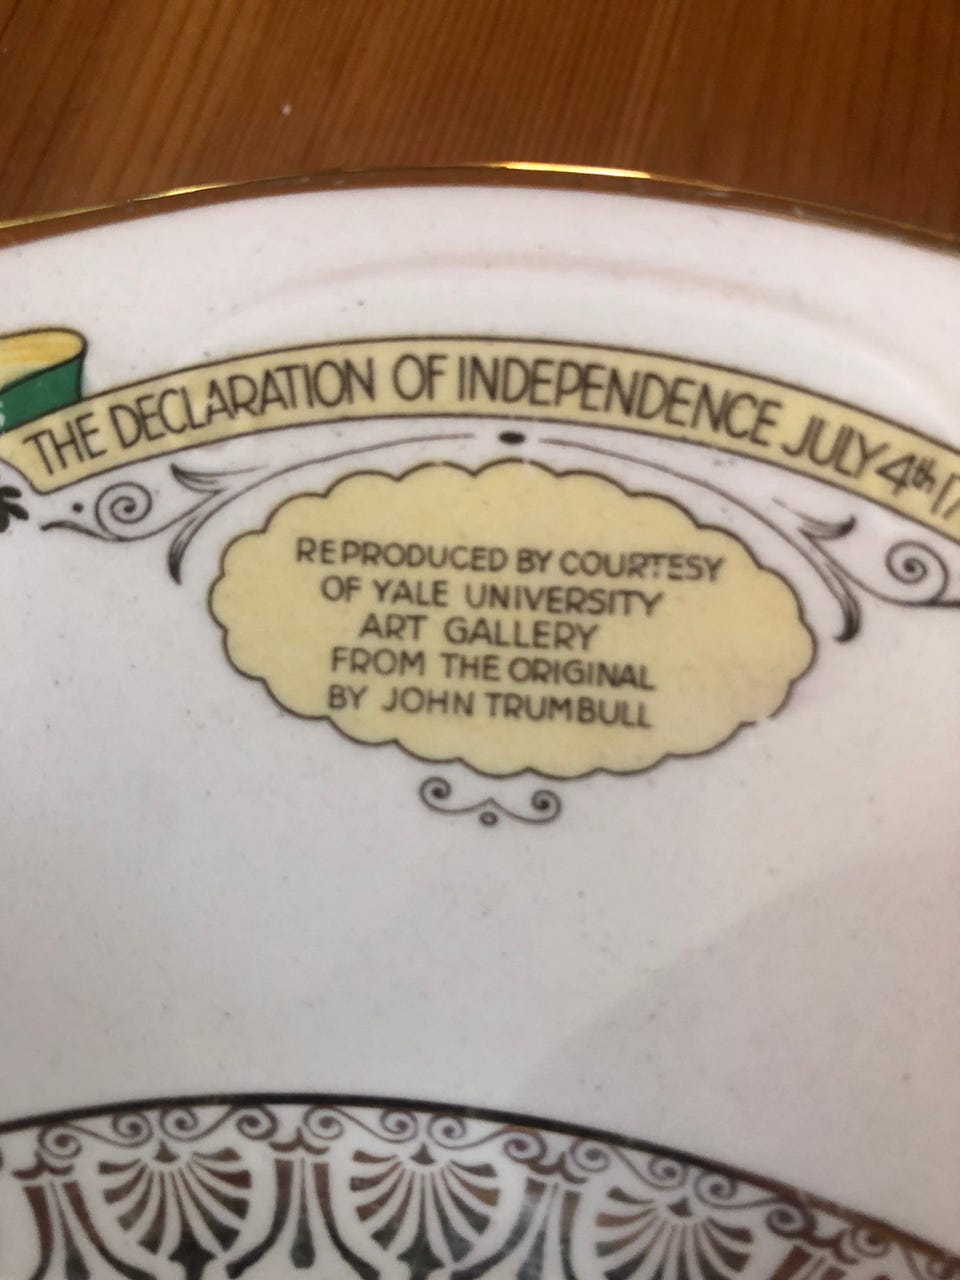 THE DECLARATION OF INDEPENDENCE JULY 4th 17
REPRODUCED BY COURTESY
OF YALE UNIVERSITY
ART GALLERY
FROM THE ORIGINAL
BY JOHN TRUMBULL